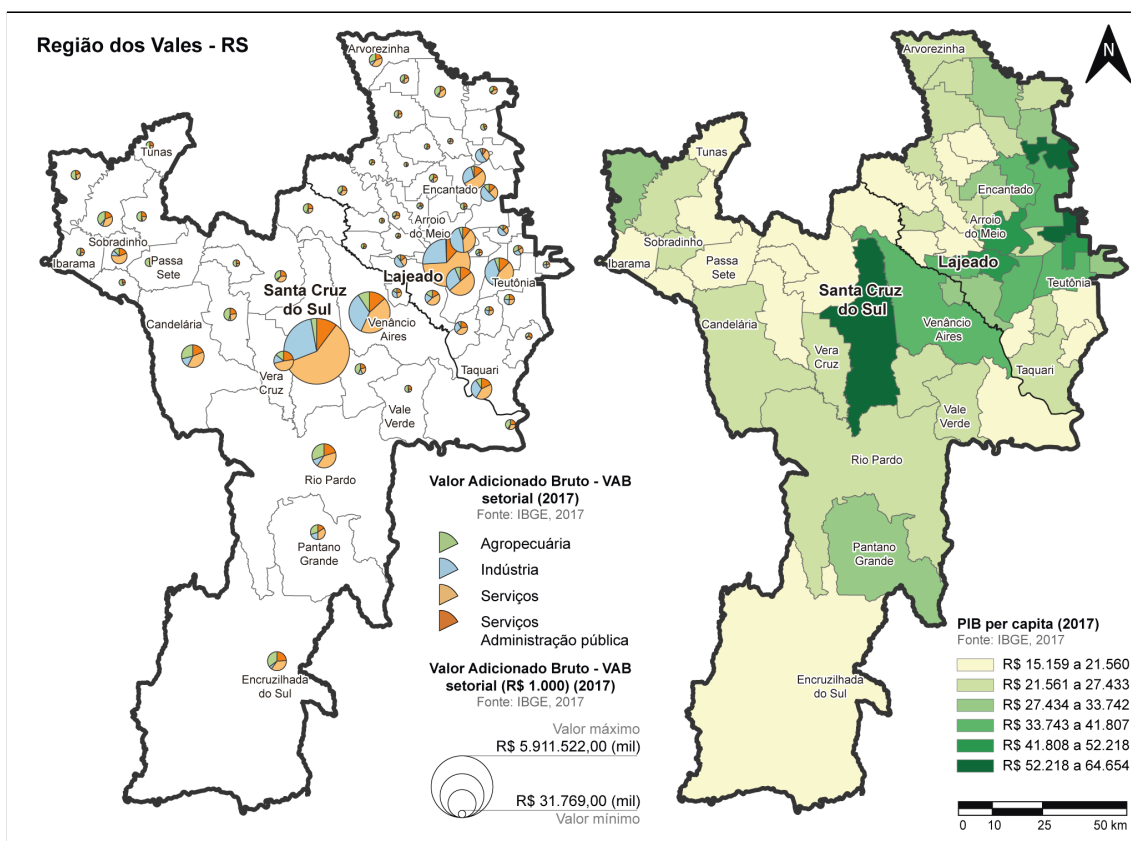 Região dos Vales - RS
Arvorezinha
Tunas
Encantado
Arroio
do Meio
Sobradinho
Ibarama
Passa
Sete
Lajeado
Teutônia
Santa Cruz
do Sul
Candelária
Venâncio
Aires
Vera
Cruz
Taquari
Vale
Verde
Rio Pardo
Pantano
Grande
Encruzilhada
do Sul
Valor Adicionado Bruto - VAB
setorial (2017)
Fonte: IBGE, 2017
Agropecuária
Indústria
Serviços
Serviços
Administração pública
Valor Adicionado Bruto - VAB
setorial (R$ 1.000) (2017)
Fonte: IBGE, 2017
Valor máximo
R$ 5.911.522,00 (mil)
R$ 31.769,00 (mil)
Valor mínimo
N
Arvorezinha
Tunas
Encantado
Arroio
do Meio
Sobradinho
Ibarama
Passa
Sete
Lajeado
Teutônia
Santa Cruz
do Sul
Candelária
Venâncio
Aires
Vera
Cruz
Taquari
Vale
Verde
Rio Pardo
Pantano
Grande
Encruzilhada
do Sul
PIB per capita (2017)
Fonte: IBGE, 2017
R$ 15.159 a 21.560
R$ 21.561 a 27.433
R$ 27.434 a 33.742
R$ 33.743 a 41.807
R$ 41.808 a 52.218
R$ 52.218 a 64.654
0 10 25 50 km